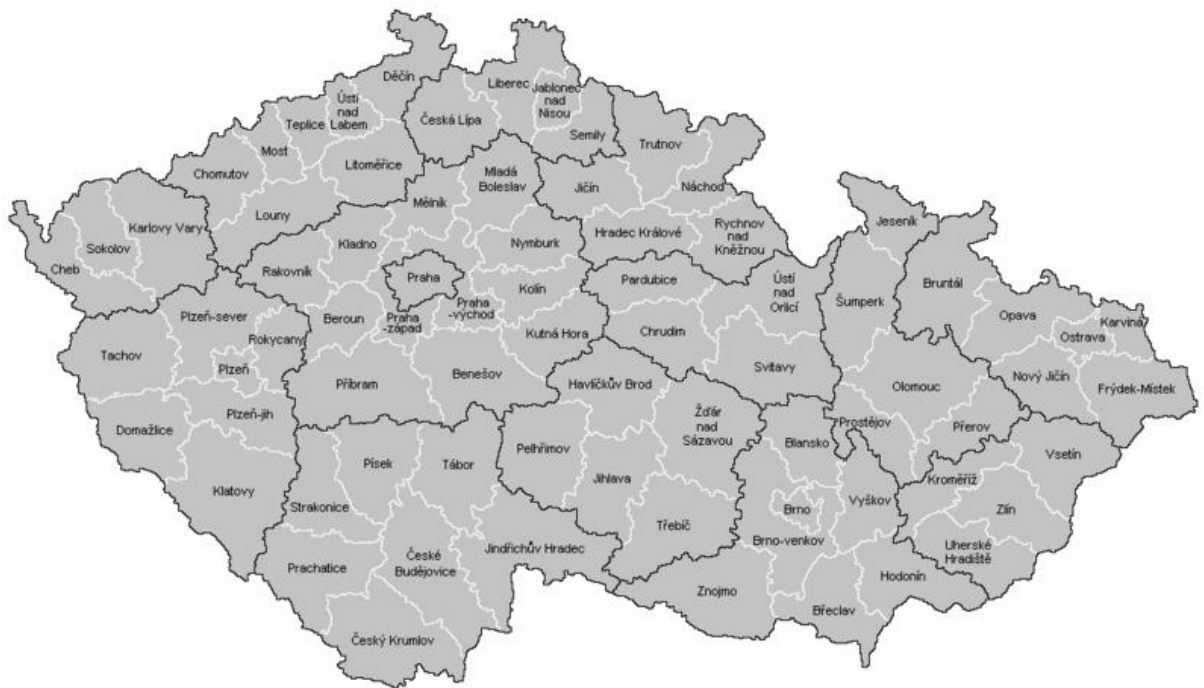 Děčín
Liberec
Jablonec
nad
Nisou
Ústí
nad
Labem
Teplice
Česká Lípa
Semily
Most
Trutnov
Chomutov
Litoměřice
Mladá
Boleslav
Jičín
Náchod
Mělník
Louny
Karlovy Vary
Sokolov
Cheb
Kladno
Nymburk
Hradec Králové
Rychnov
nad
Kněžnou
Jeseník
Rakovník
Praha
Kolín
Pardubice
Ústí
nad
Orlicí
Šumperk
Bruntál
Plzeň-sever
Beroun
Praha
-západ
Praha
-východ
Kutná Hora
Chrudim
Opava
Ostrava
Karviná
Rokycany
Tachov
Plzeň
Příbram
Benešov
Havlíčkův Brod
Svitavy
Olomouc
Nový Jičín
Frýdek-Místek
Plzeň-jih
Domažlice
Žďár
nad
Sázavou
Prostějov
Přerov
Písek
Tábor
Pelhřimov
Blansko
Vsetín
Klatovy
Jihlava
Kroměříž
Strakonice
Vyškov
Zlín
Třebíč
Brno
Brno-venkov
Uherské
Hradiště
Jindřichův Hradec
České
Budějovice
Prachatice
Hodonín
Znojmo
Břeclav
Český Krumlov